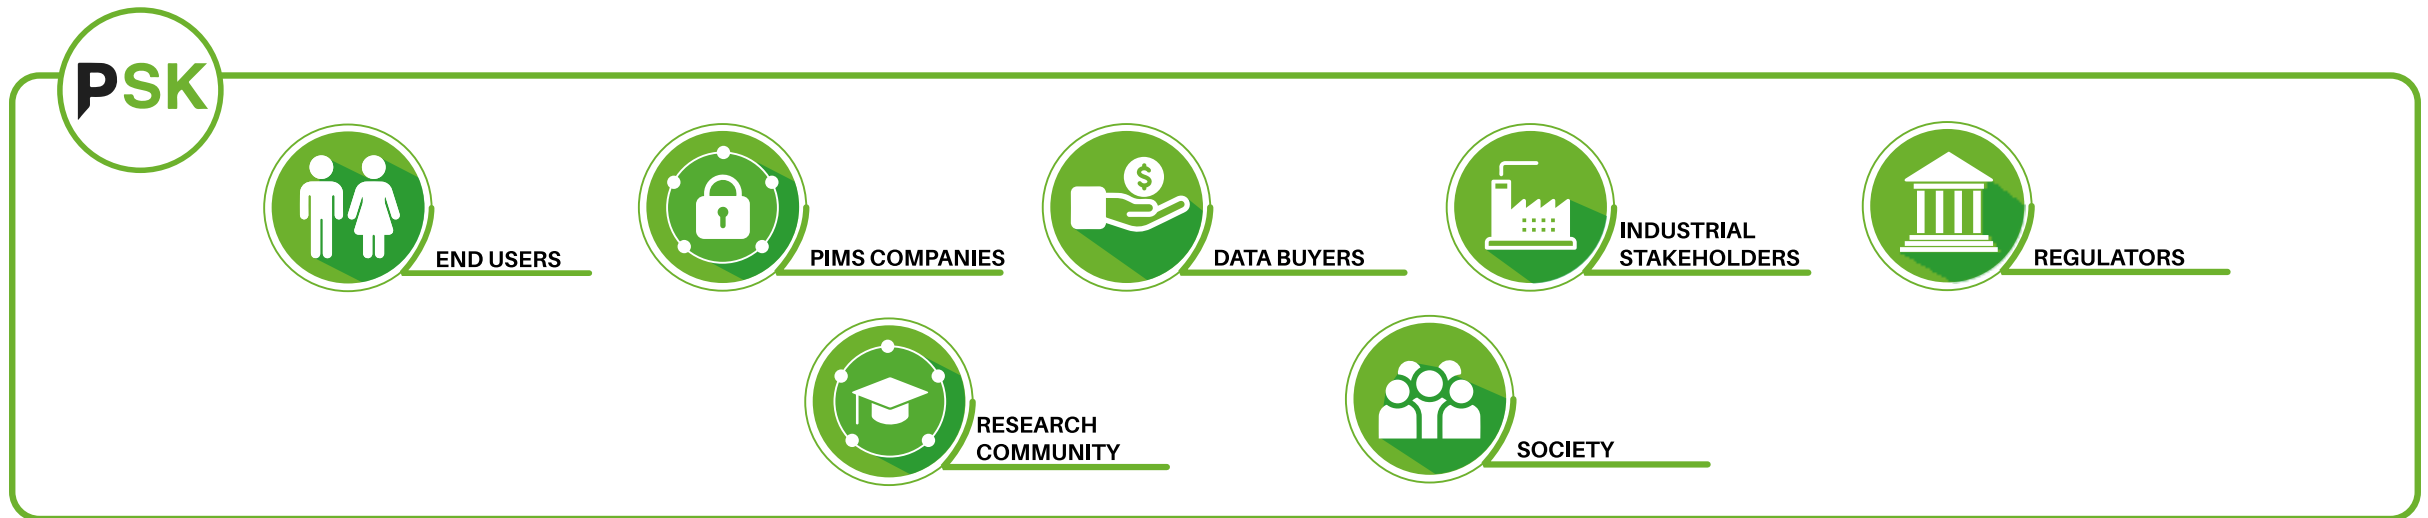 PSK
END USERS
PIMS COMPANIES
DATA BUYERS
INDUSTRIAL
STAKEHOLDERS
REGULATORS
RESEARCH
COMMUNITY
SOCIETY
$